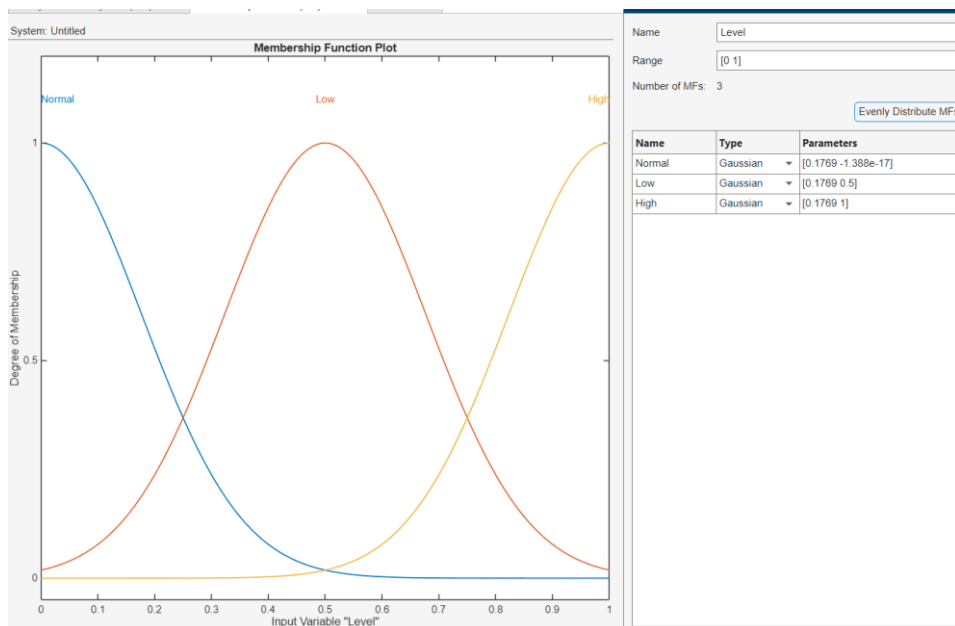 System: Untitled
Membership Function Plot
Normal
Low
High
1
0.5
0
Degree of Membership
0 0.1 0.2 0.3 0.4 0.5 0.6 0.7 0.8 0.9 1
Input Variable "Level"
Name Level
Range [0 1]
Number of MFs: 3
Evenly Distribute MFs
Name Type Parameters
Normal Gaussian [0.1769 -1.388e-17]
Low Gaussian [0.1769 0.5]
High Gaussian [0.1769 1]